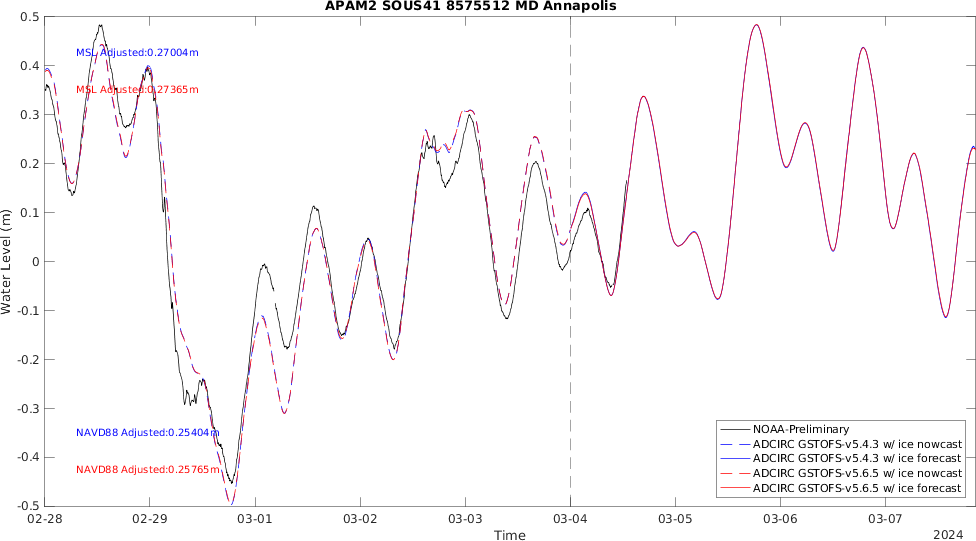 APAM2 SOUS41 8575512 MD Annapolis
0.5
0.4
0.3
0.2
0.1
0
-0.1
-0.2
-0.3
-0.4
-0.5
Water Level (m)
MSL Adjusted:0.27004m
MSL Adjusted:0.27365m
NAVD88 Adjusted:0.25404m
NAVD88 Adjusted:0.25765m
NOAA-Preliminary
ADCIRC GSTOFS-v5.4.3 w/ ice nowcast
ADCIRC GSTOFS-v5.4.3 w/ ice forecast
ADCIRC GSTOFS-v5.6.5 w/ ice nowcast
ADCIRC GSTOFS-v5.6.5 w/ ice forecast
02-28 02-29 03-01 03-02 03-03 03-04 03-05 03-06 03-07
Time
2024